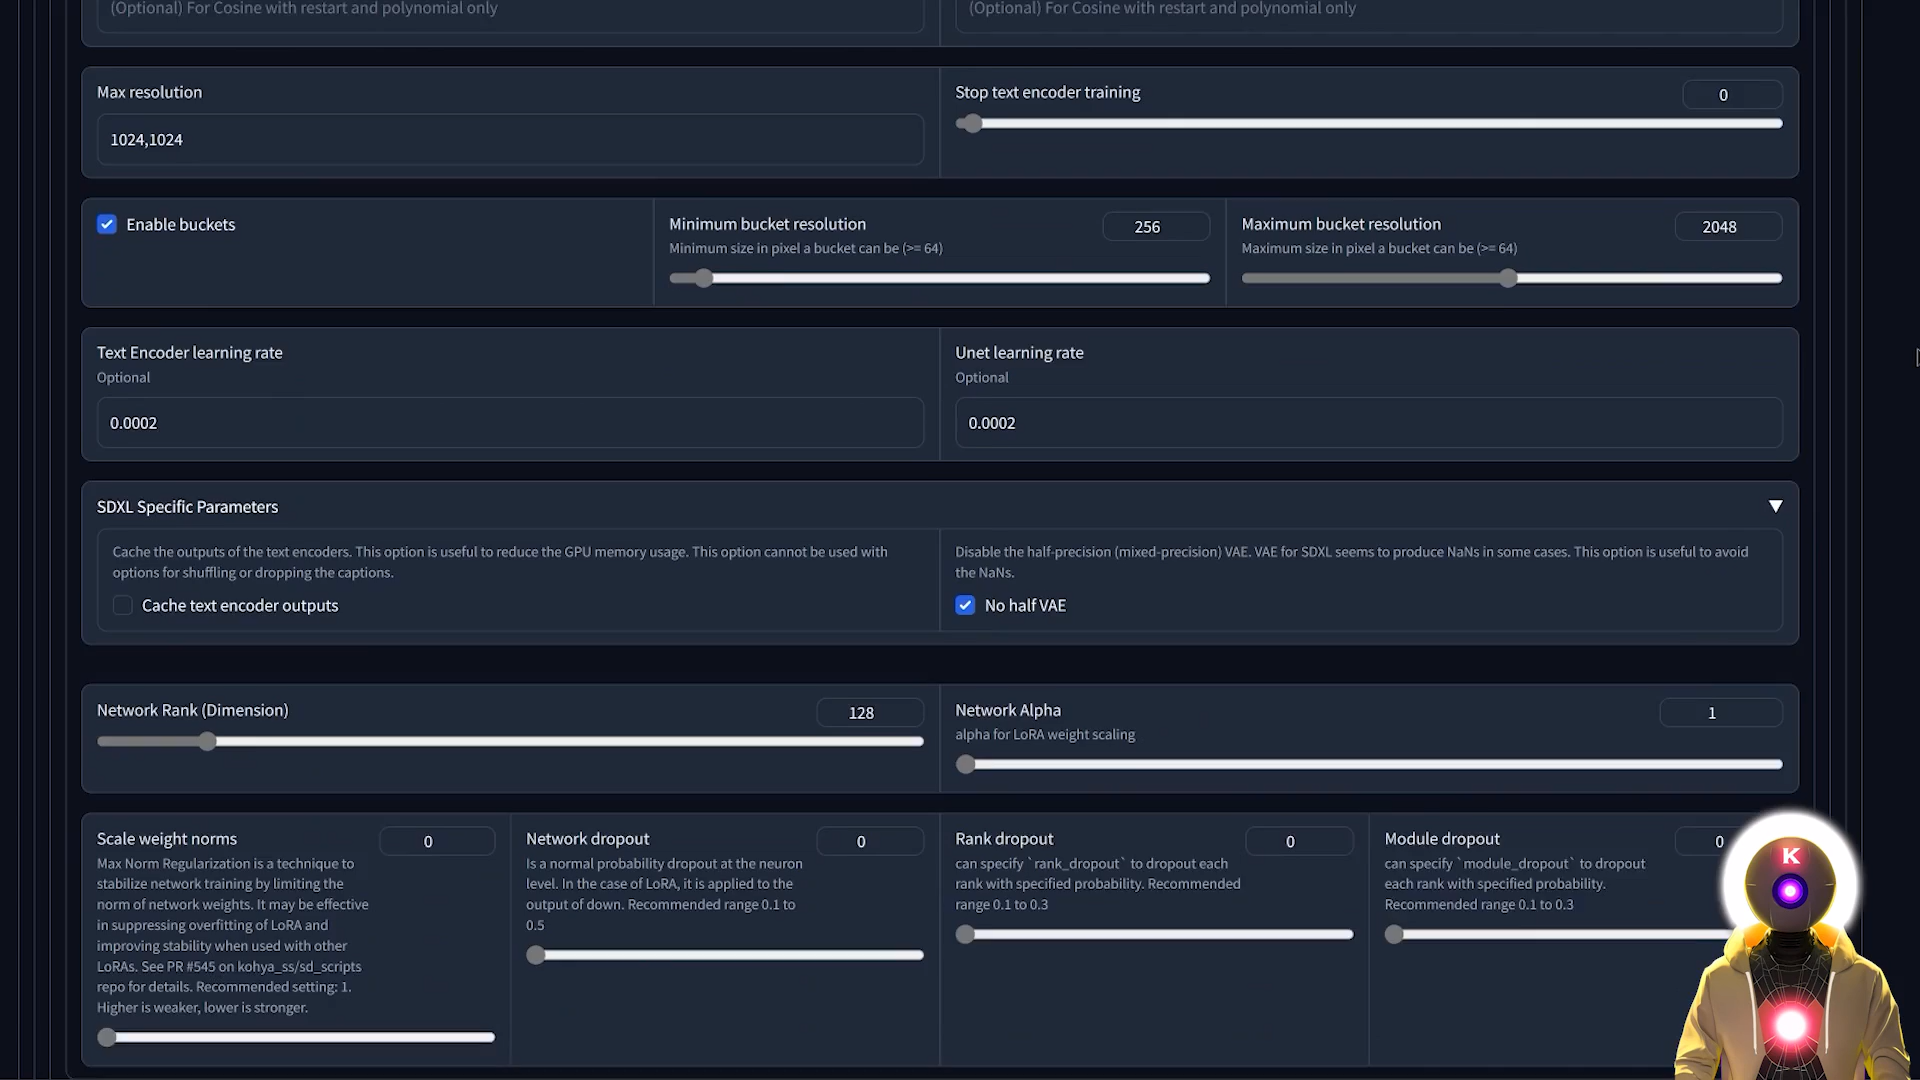 (Optional) For Cosine with restart and polynomial only
(Optional) For Cosine with restart and polynomial only
Max resolution
1024,1024
Stop text encoder training
0
Enable buckets
Minimum bucket resolution
256
Minimum size in pixel a bucket can be (>= 64)
Maximum bucket resolution
2048
Maximum size in pixel a bucket can be (>= 64)
Text Encoder learning rate
Optional
0.0002
Unet learning rate
Optional
0.0002
SDXL Specific Parameters
Cache the outputs of the text encoders. This option is useful to reduce the GPU memory usage. This option cannot be used with
options for shuffling or dropping the captions.
Cache text encoder outputs
Disable the half-precision (mixed-precision) VAE. VAE for SDXL seems to produce NaNs in some cases. This option is useful to avoid
the NaNs.
No half VAE
Network Rank (Dimension)
128
Network Alpha
1
alpha for LoRA weight scaling
Scale weight norms
0
Max Norm Regularization is a technique to
stabilize network training by limiting the
norm of network weights. It may be effective
in suppressing overfitting of LoRA and
improving stability when used with other
LoRAs. See PR #545 on kohya_ss/sd_scripts
repo for details. Recommended setting: 1.
Higher is weaker, lower is stronger.
Network dropout
0
Is a normal probability dropout at the neuron
level. In the case of LoRA, it is applied to the
output of down. Recommended range 0.1 to
0.5
Rank dropout
0
can specify `rank_dropout` to dropout each
rank with specified probability. Recommended
range 0.1 to 0.3
Module dropout
0
can specify `module_dropout` to dropout
each rank with specified probability.
Recommended range 0.1 to 0.3
K